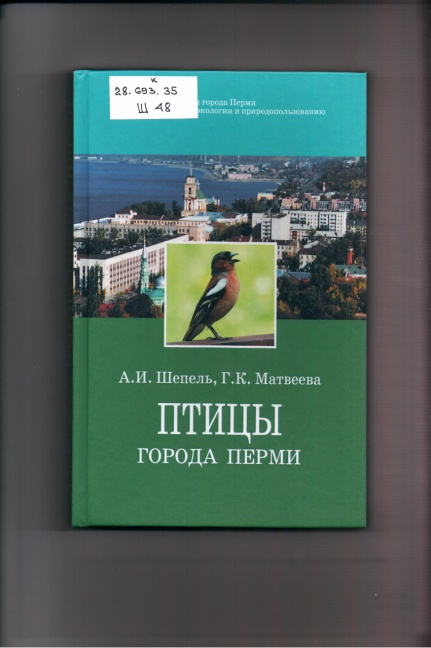 к
28.693.35
Ш 48
города Перми
экологии и природопользованию
А.И. Шепель, Г.К. Матвеева
ПТИЦЫ
ГОРОДА ПЕРМИ